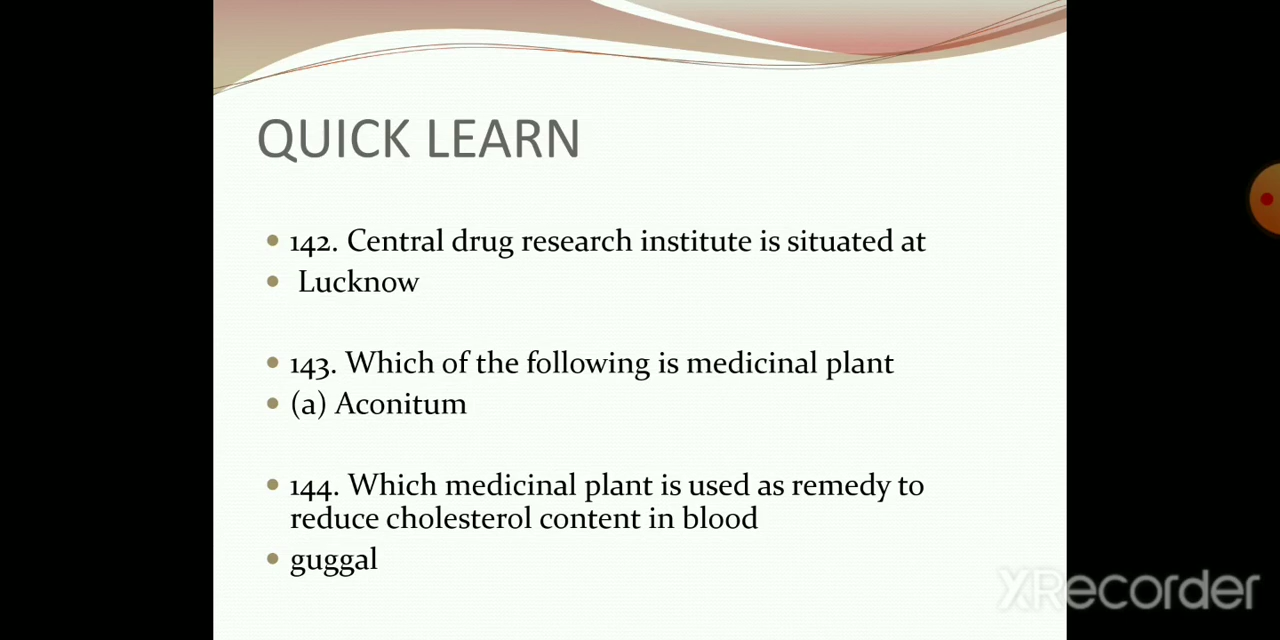 QUICK LEARN
142. Central drug research institute is situated at
Lucknow
143. Which of the following is medicinal plant
(a) Aconitum
144. Which medicinal plant is used as remedy to
reduce cholesterol content in blood
guggal
XRecorder